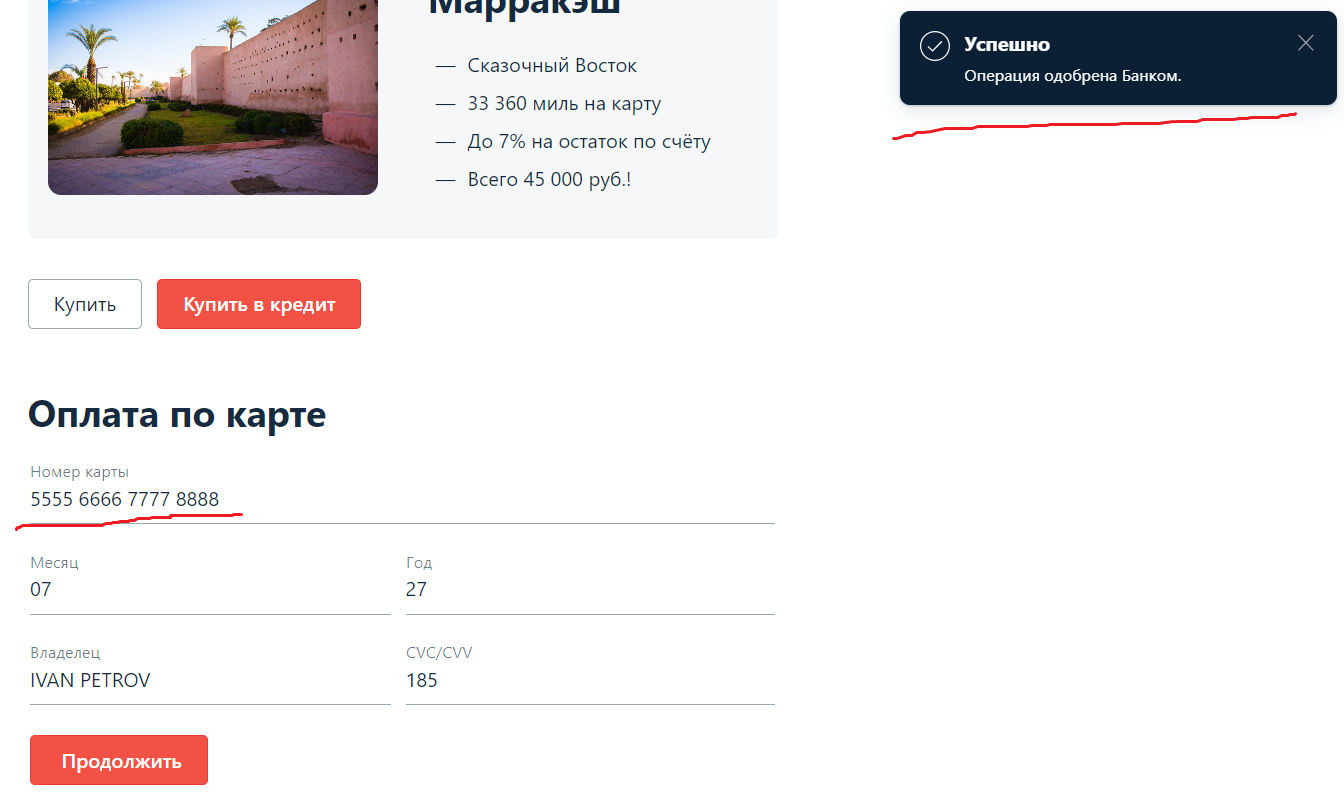 Марракэш
— Сказочный Восток
— 33 360 миль на карту
— До 7% на остаток по счёту
— Всего 45 000 руб.!
Успешно
Операция одобрена Банком.
Купить
Купить в кредит
Оплата по карте
Номер карты
5555 6666 7777 8888
Месяц
07
Год
27
Владелец
IVAN PETROV
CVC/CVV
185
Продолжить